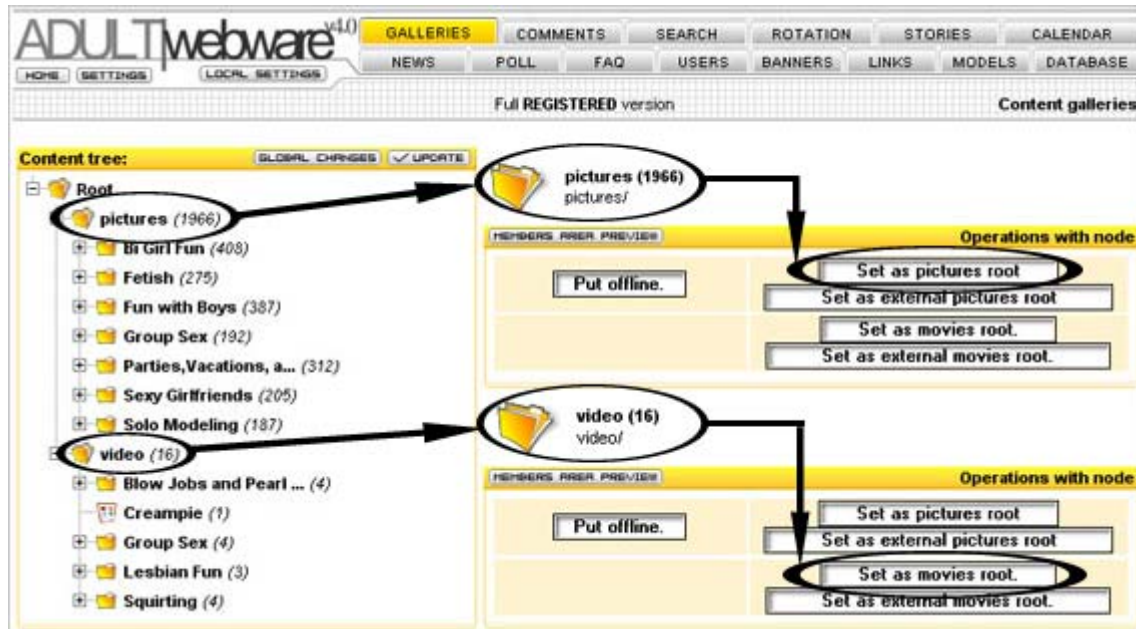 ADULTwebware v4.0
GALLERIES COMMENTS SEARCH ROTATION STORIES CALENDAR
NEWS POLL FAQ USERS BANNERS LINKS MODELS DATABASE
HOME SETTINGS LOCAL SETTINGS
Full REGISTERED version Content galleries
Content tree: GLOBAL CHANGES UPDATE
Root
pictures (1966)
Bi Girl Fun (408)
Fetish (275)
Fun with Boys (387)
Group Sex (192)
Parties,Vacations, a... (312)
Sexy Girlfriends (205)
Solo Modeling (187)
video (16)
Blow Jobs and Pearl ... (4)
Creampie (1)
Group Sex (4)
Lesbian Fun (3)
Squirting (4)
pictures (1966)
pictures/
MEMBERS AREA PREVIEW Operations with node
Put offline. Set as pictures root
Set as external pictures root
Set as movies root.
Set as external movies root.
video (16)
video/
MEMBERS AREA PREVIEW Operations with node
Put offline. Set as pictures root
Set as external pictures root
Set as movies root.
Set as external movies root.